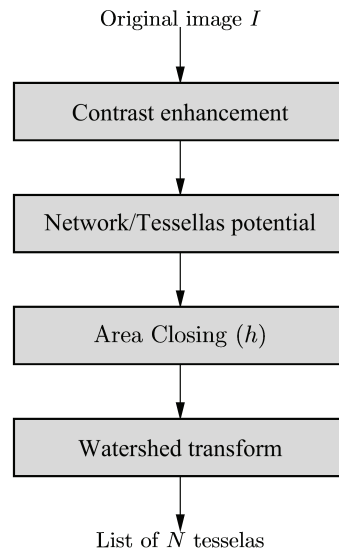 Original image I
Contrast enhancement
Network/Tessellas potential
Area Closing (h)
Watershed transform
List of N tesselas